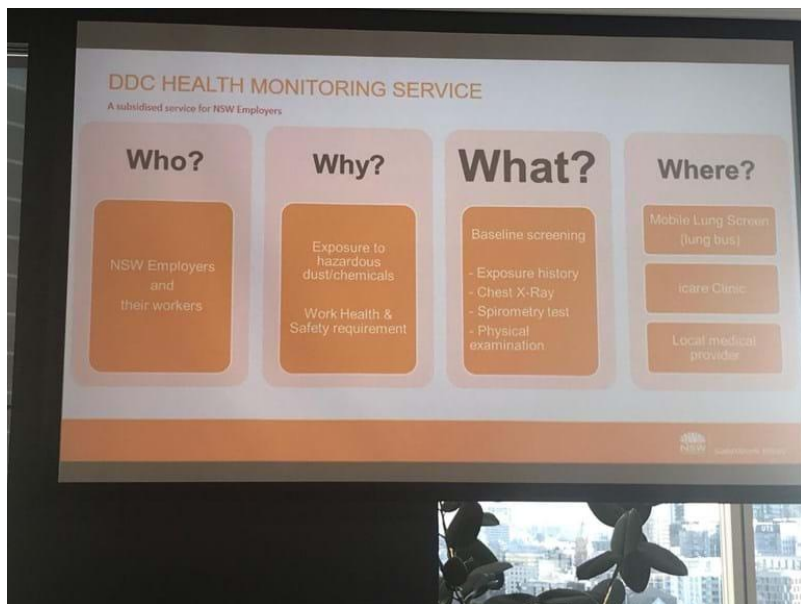 DDC HEALTH MONITORING SERVICE
A subsidised service for NSW Employers
Who?
NSW Employers
and
their workers
Why?
Exposure to
hazardous
dust/chemicals
Work Health &
Safety requirement
What?
Baseline screening
- Exposure history
- Chest X-Ray
- Spirometry test
- Physical
examination
Where?
Mobile Lung Screen
(lung bus)
icare Clinic
Local medical
provider
NSW